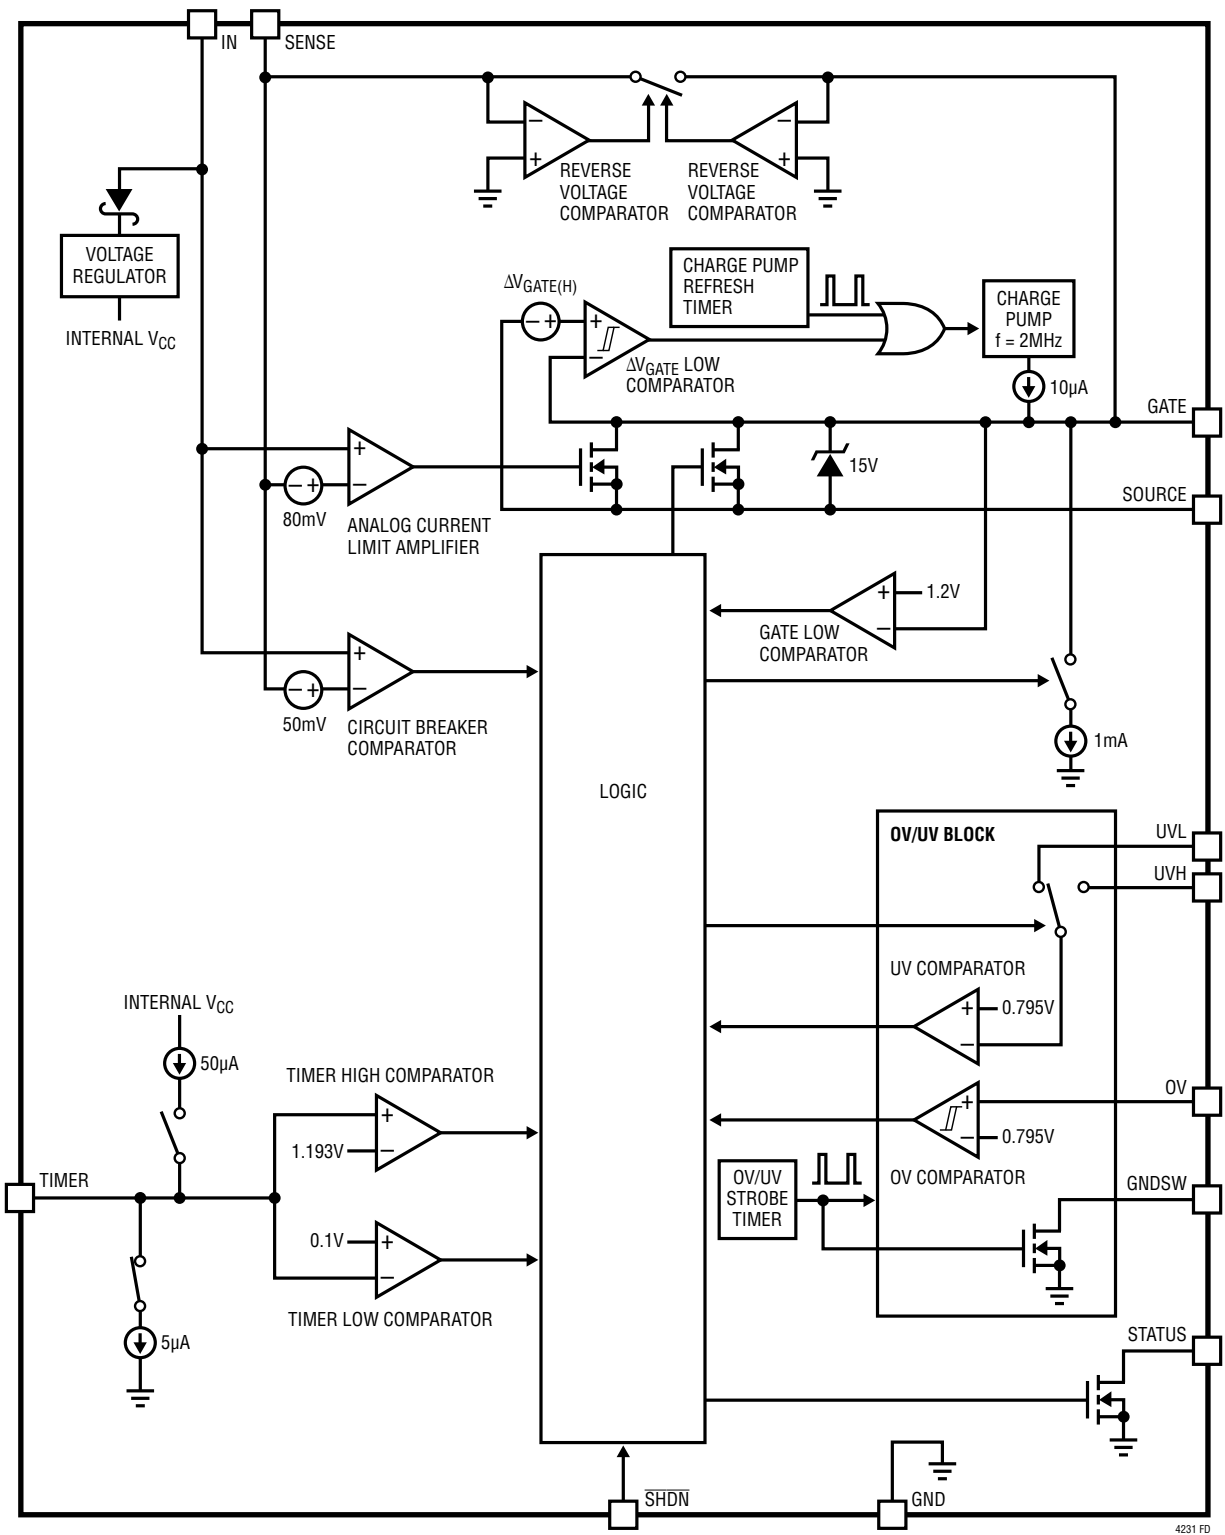 IN
SENSE
REVERSE
VOLTAGE
COMPARATOR
REVERSE
VOLTAGE
COMPARATOR
VOLTAGE
REGULATOR
INTERNAL VCC
ΔVGATE(H)
CHARGE PUMP
REFRESH
TIMER
CHARGE
PUMP
f = 2MHz
ΔVGATE LOW
COMPARATOR
10µA
GATE
15V
SOURCE
80mV
ANALOG CURRENT
LIMIT AMPLIFIER
1.2V
GATE LOW
COMPARATOR
50mV
CIRCUIT BREAKER
COMPARATOR
1mA
LOGIC
OV/UV BLOCK
UVL
UVH
UV COMPARATOR
0.795V
INTERNAL VCC
50µA
TIMER HIGH COMPARATOR
1.193V
OV
0.795V
OV COMPARATOR
TIMER
OV/UV
STROBE
TIMER
GNDSW
0.1V
TIMER LOW COMPARATOR
5µA
STATUS
SHDN
GND
4231 FD